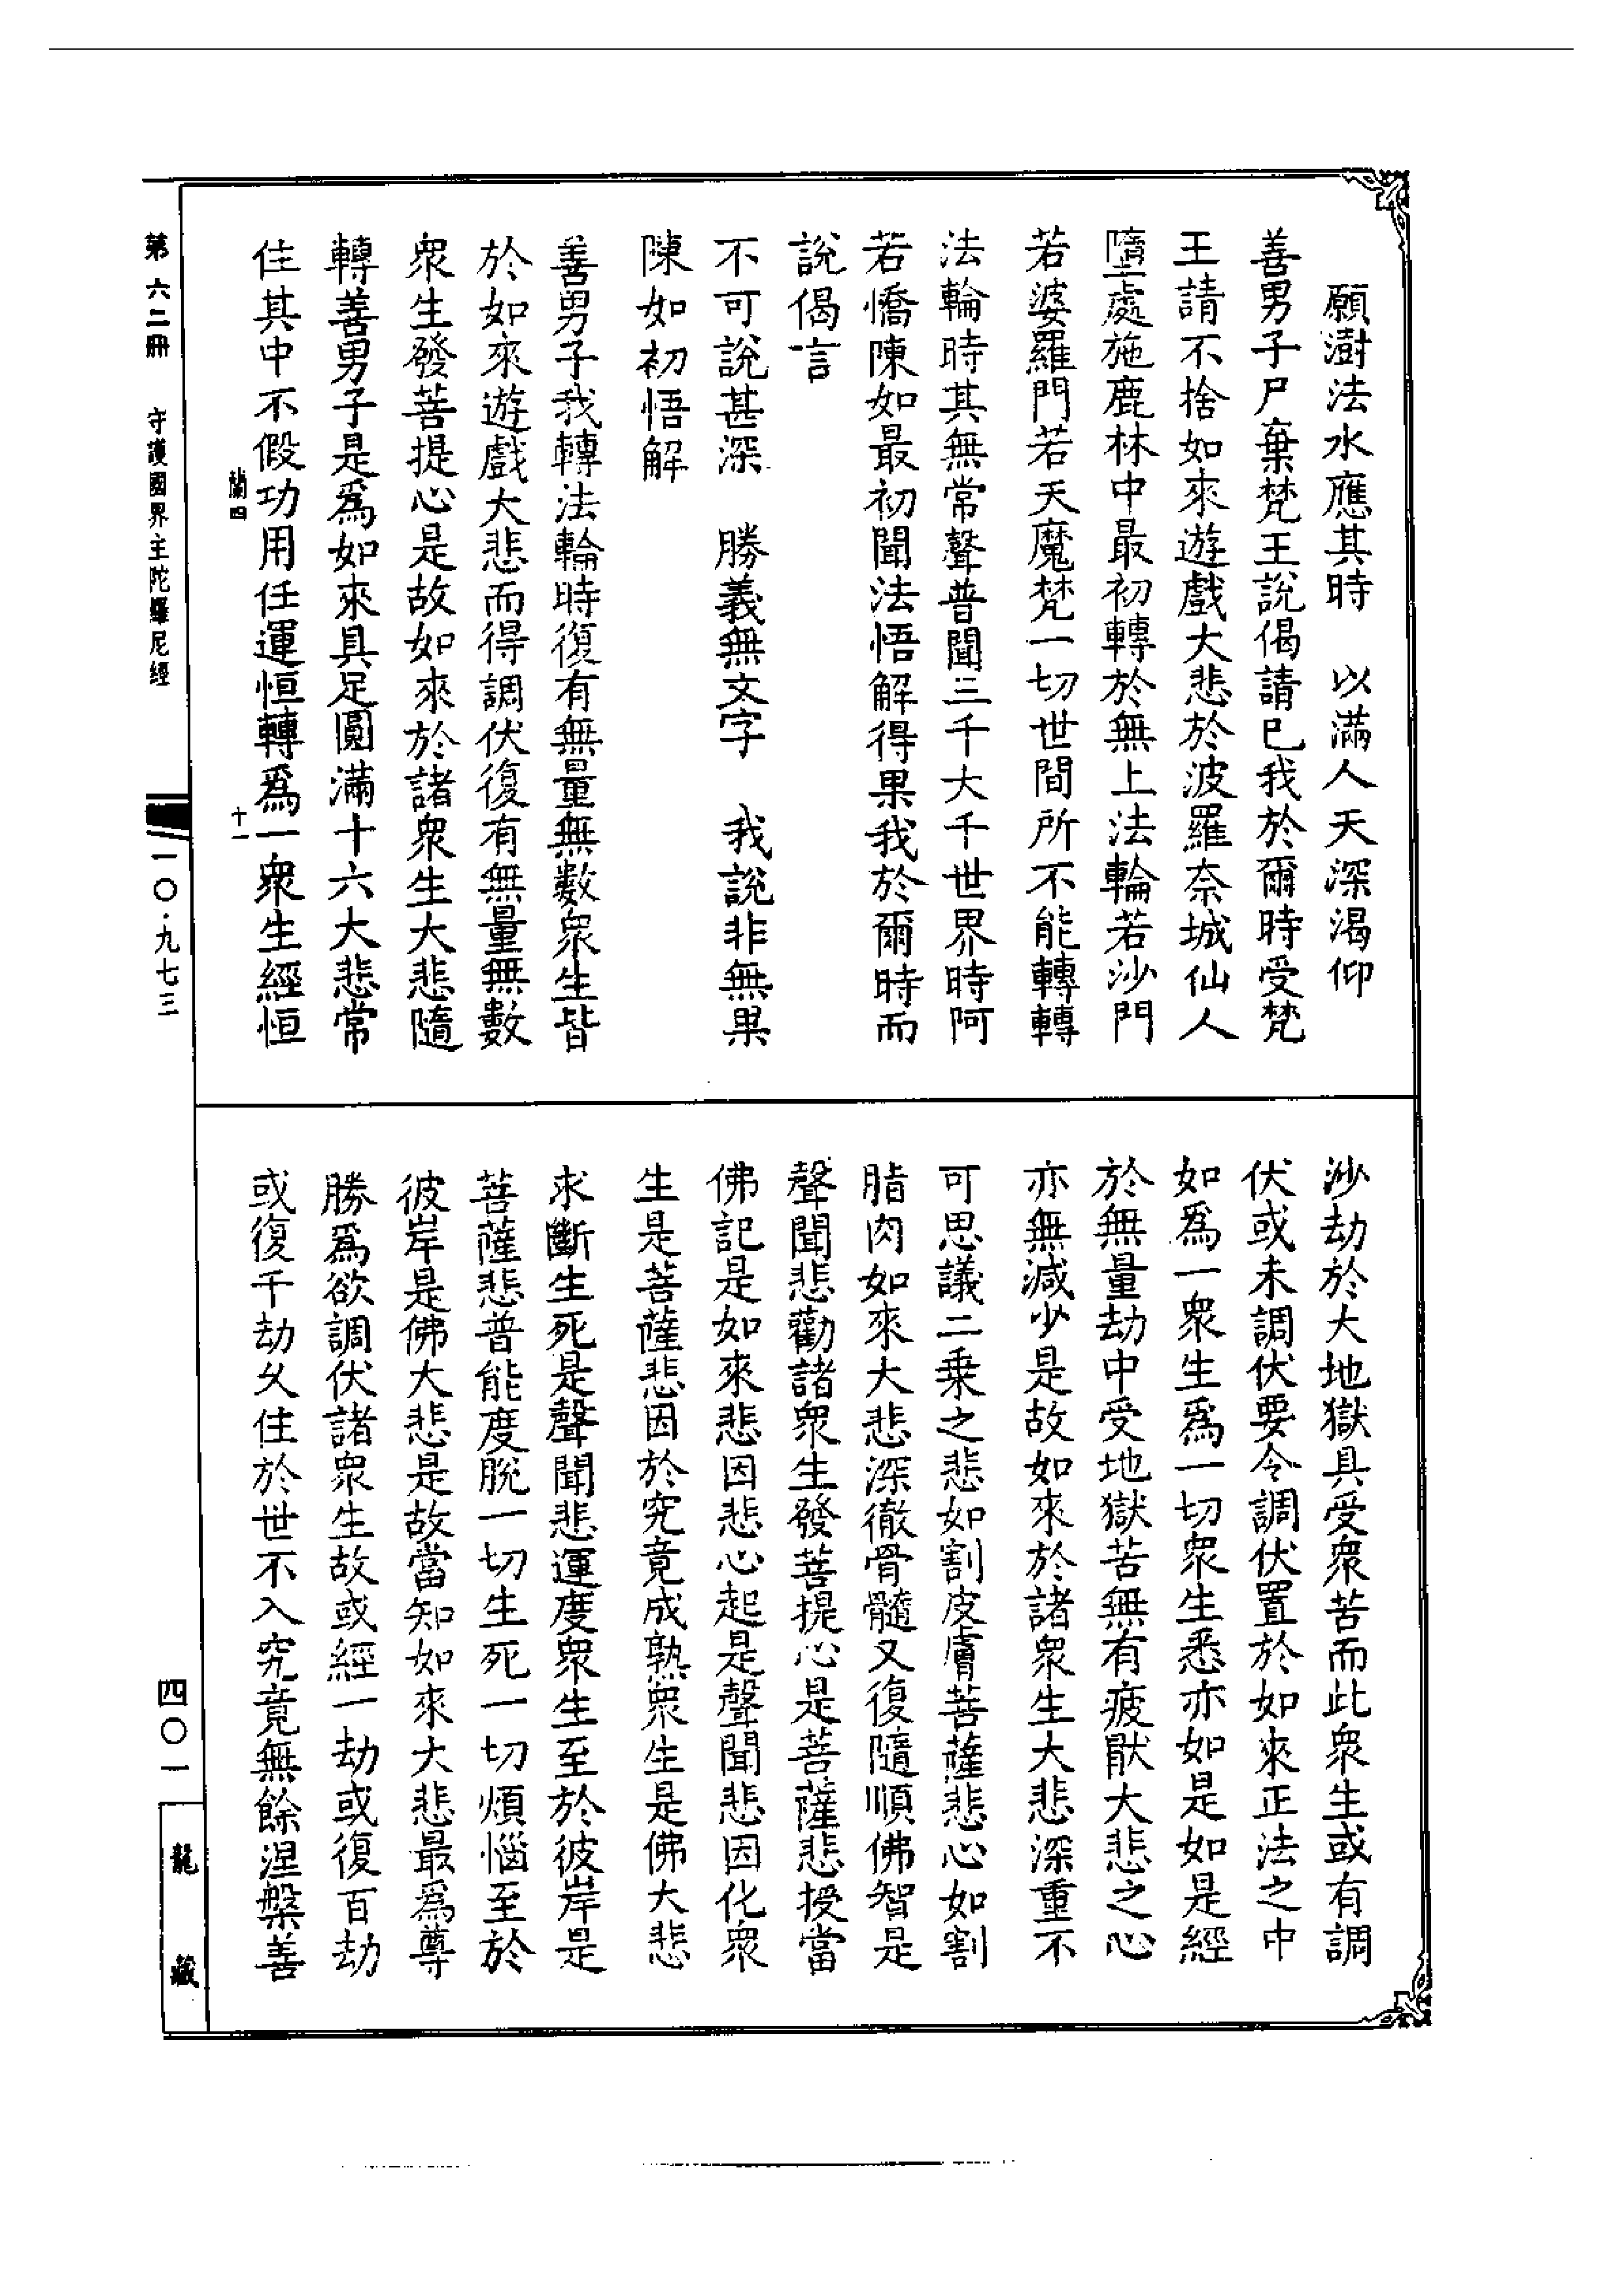 願澍法水應其時　以滿人天深渴仰
善男子尸棄梵王說偈請已我於爾時受梵
王請不捨如來遊戲大悲於波羅奈城仙人
墮處施鹿林中最初轉於無上法輪若沙門
若婆羅門若天魔梵一切世間所不能轉轉
法輪時其無常聲普聞三千大千世界時阿
若憍陳如最初聞法悟解得果我於爾時而
說偈言
不可說甚深　勝義無文字　我說非無果
陳如初悟解
善男子我轉法輪時復有無量無數衆生皆
於如來遊戲大悲而得調伏復有無量無數
衆生發菩提心是故如來於諸衆生大悲隨
轉善男子是爲如來具足圓滿十六大悲常
住其中不假功用任運恒轉爲一衆生經恒
沙劫於大地獄具受衆苦而此衆生或有調
伏或未調伏要令調伏置於如來正法之中
如爲一衆生爲一切衆生悉亦如是如是經
於無量劫中受地獄苦無有疲猒大悲之心
亦無減少是故如來於諸衆生大悲深重不
可思議二乗之悲如割皮膚菩薩悲心如割
脂肉如來大悲深徹骨髓又復隨順佛智是
聲聞悲勸諸衆生發菩提心是菩薩悲授當
佛記是如來悲因悲心起是聲聞悲因化衆
生是菩薩悲因於究竟成熟衆生是佛大悲
求斷生死是聲聞悲運度衆生至於彼岸是
菩薩悲普能度脫一切生死一切煩惱至於
彼岸是佛大悲是故當知如來大悲最爲尊
勝爲欲調伏諸衆生故或經一劫或復百劫
或復千劫久住於世不入究竟無餘涅槃善
蘭四　十一
第六二冊　守護國界主陀羅尼經　一〇·九七三
四〇一　龍藏